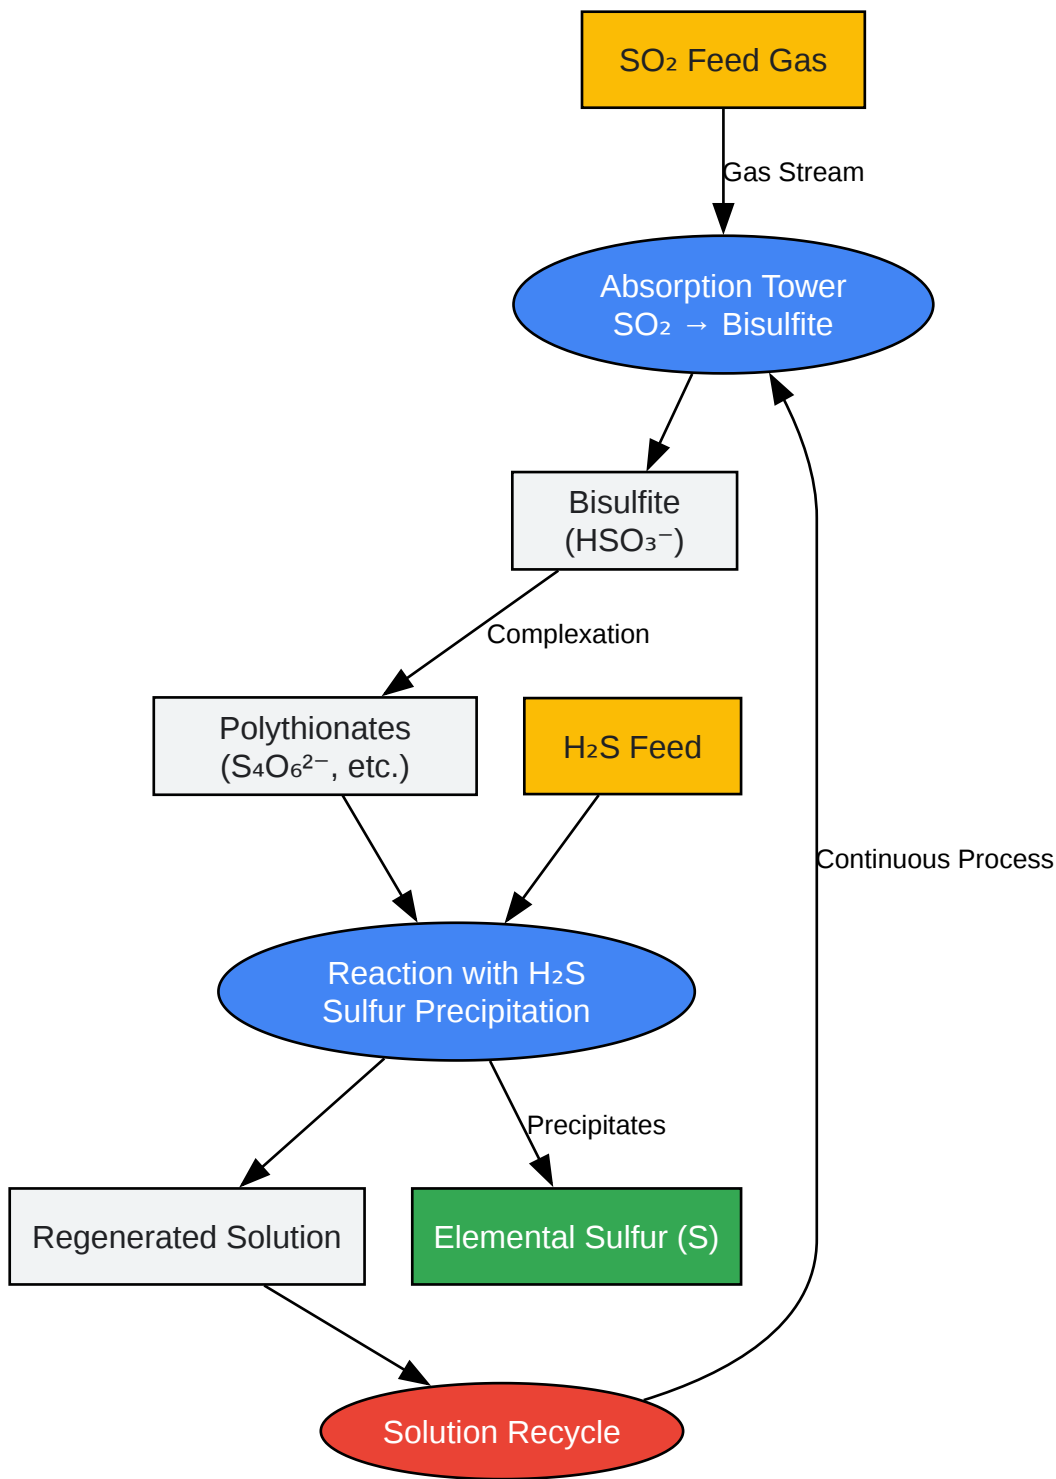 SO₂ Feed Gas
Gas Stream
Absorption Tower
SO₂ → Bisulfite
Bisulfite
(HSO₃⁻)
Complexation
Polythionates
(S₄O₆²⁻, etc.)
H₂S Feed
Continuous Process
Reaction with H₂S
Sulfur Precipitation
Precipitates
Regenerated Solution
Elemental Sulfur (S)
Solution Recycle